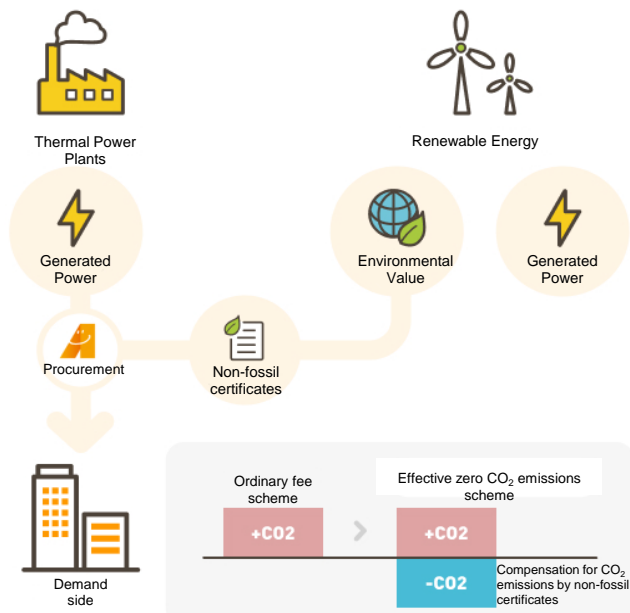 Thermal Power
Plants
Renewable Energy
Generated
Power
Environmental
Value
Generated
Power
Procurement
Non-fossil
certificates
Demand
side
Ordinary fee
scheme
Effective zero CO₂ emissions
scheme
+CO2
+CO2
-CO2
Compensation for CO₂
emissions by non-fossil
certificates